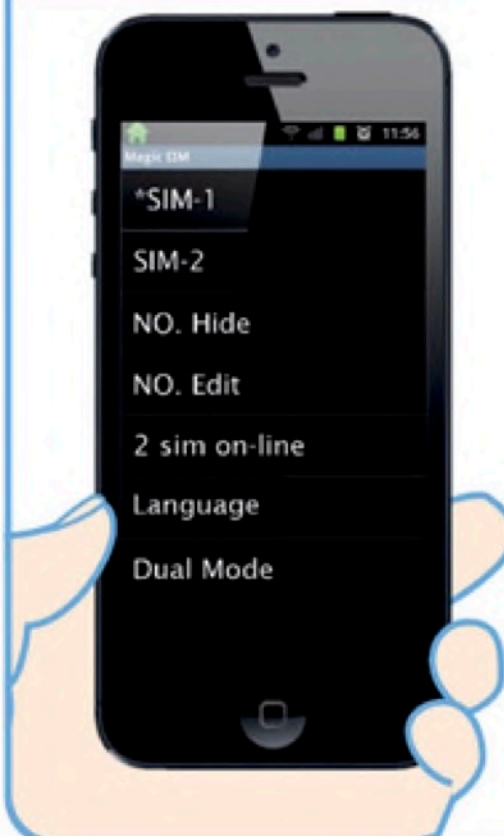 11:56
Magic SIM
*SIM-1
SIM-2
NO. Hide
NO. Edit
2 sim on-line
Language
Dual Mode